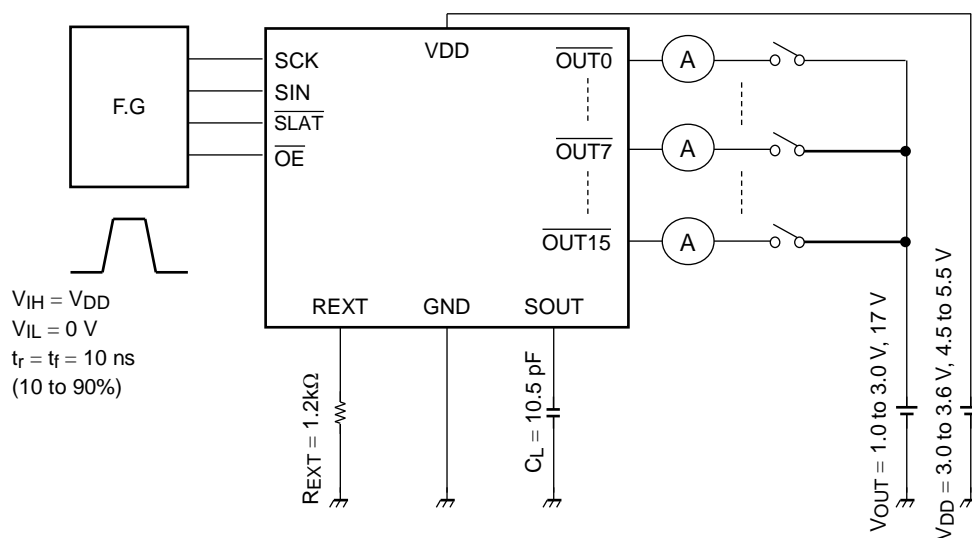 VDD
F.G
SCK
SIN
SLAT
OE
OUT0
A
OUT7
A
OUT15
A
REXT
GND
SOUT
VIH = VDD
VIL = 0 V
tr = tf = 10 ns
(10 to 90%)
REXT = 1.2kΩ
CL = 10.5 pF
VOUT = 1.0 to 3.0 V, 17 V
VDD = 3.0 to 3.6 V, 4.5 to 5.5 V